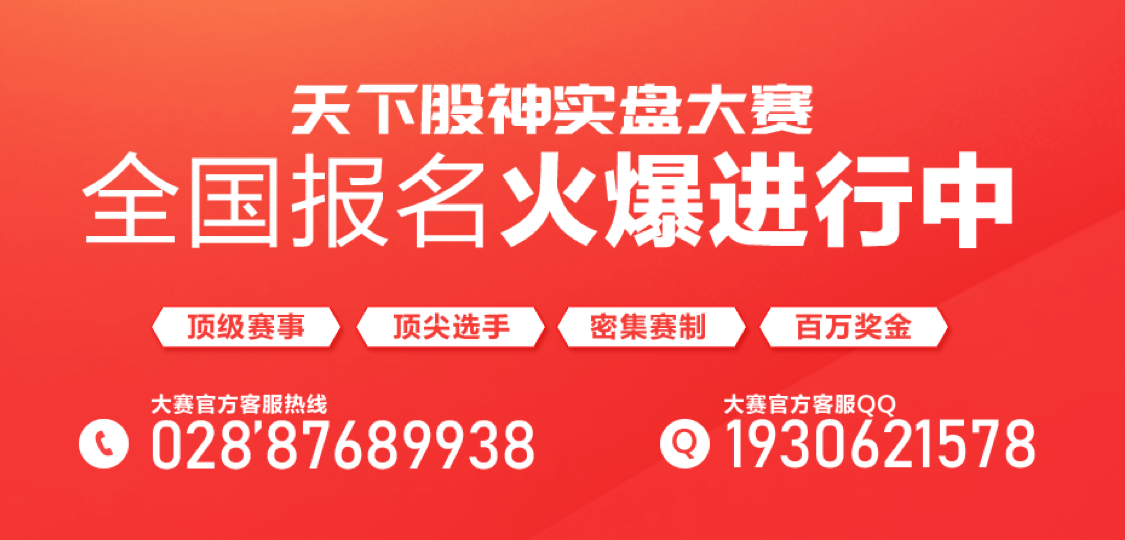 天下股神实盘大赛
全国报名火爆进行中
顶级赛事 顶尖选手 密集赛制 百万奖金
大赛官方客服热线 大赛官方客服QQ
028'87689938 1930621578